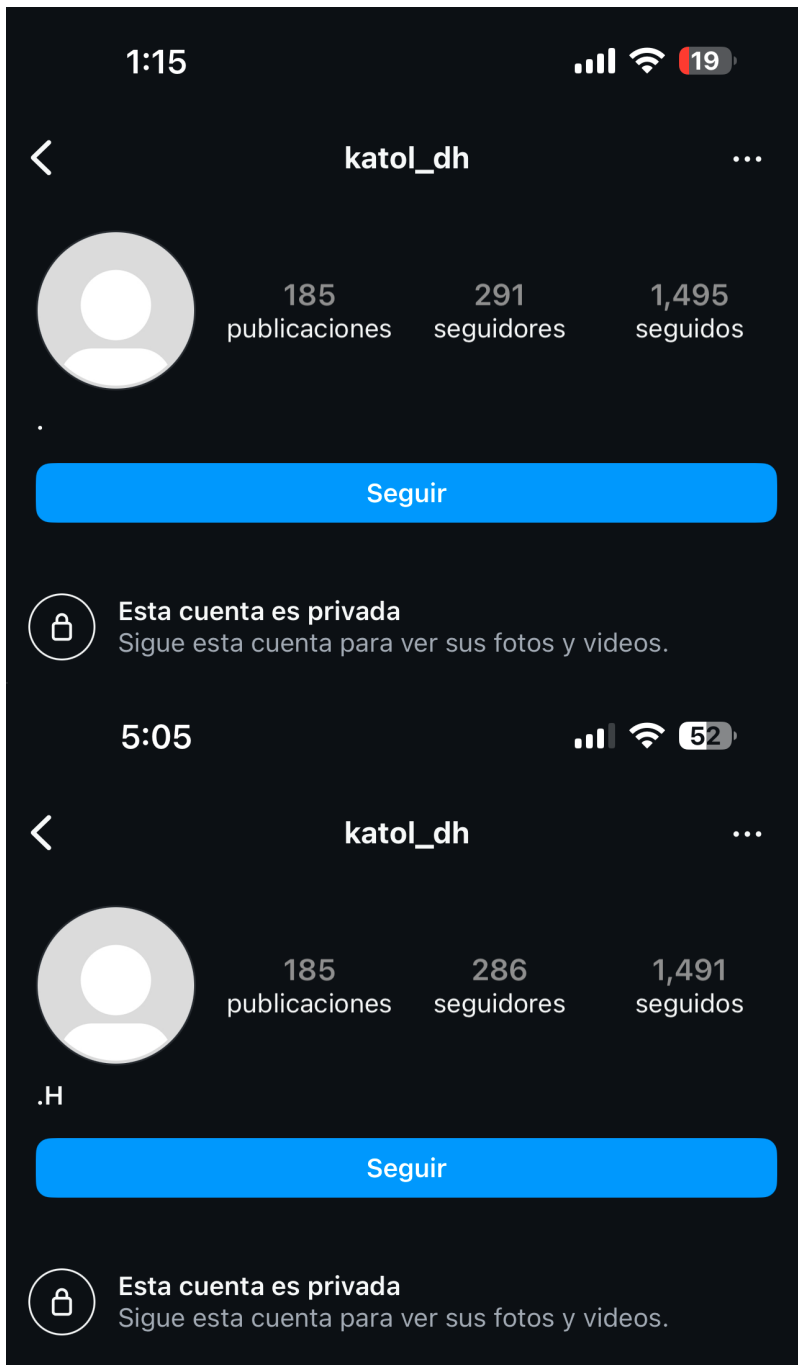 1:15 19
katol_dh ...
185 291 1,495
publicaciones seguidores seguidos
.
Seguir
Esta cuenta es privada
Sigue esta cuenta para ver sus fotos y videos.
5:05 52
katol_dh ...
185 286 1,491
publicaciones seguidores seguidos
.H
Seguir
Esta cuenta es privada
Sigue esta cuenta para ver sus fotos y videos.